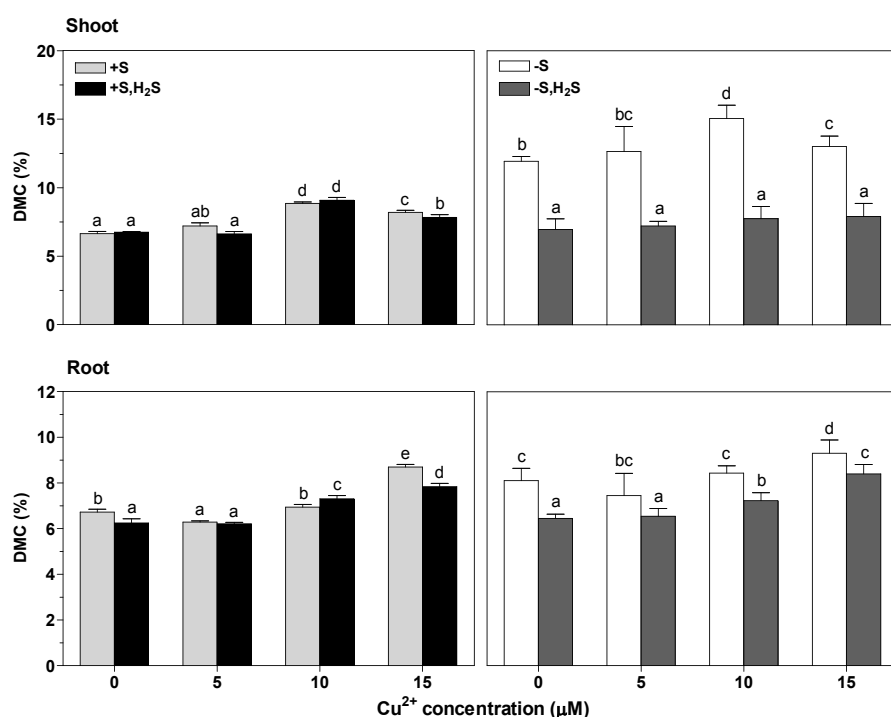 Shoot
20
15
10
5
0
DMC (%)
+S
+S,H₂S
a a ab a d d c b
-S
-S,H₂S
b a bc a d a c a
Root
12
10
8
6
4
2
0
DMC (%)
b a a a b c e d
c a bc a c b d c
0 5 10 15 0 5 10 15
Cu²⁺ concentration (µM)